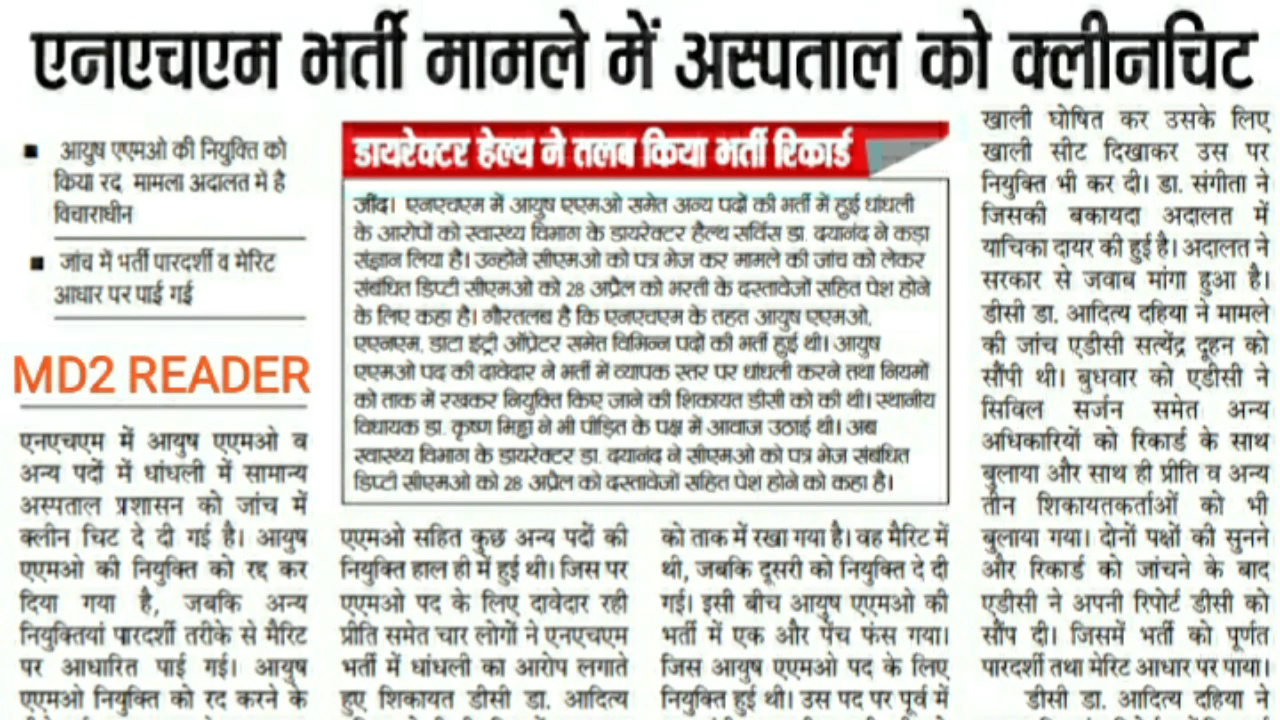 एनएचएम भर्ती मामले में अस्पताल को क्लीनचिट
■ आयुष एएमओ की नियुक्ति को
किया रद मामला अदालत में है
विचाराधीन
■ जांच में भर्ती पारदर्शी व मेरिट
आधार पर पाई गई
MD2 READER
एनएचएम में आयुष एएमओ व
अन्य पदों में धांधली में सामान्य
अस्पताल प्रशासन को जांच में
क्लीन चिट दे दी गई है। आयुष
एएमओ की नियुक्ति को रद्द कर
दिया गया है, जबकि अन्य
नियुक्तियां पारदर्शी तरीके से मैरिट
पर आधारित पाई गई। आयुष
एएमओ नियुक्ति को रद करने के
डायरेक्टर हेल्थ ने तलब किया भर्ती रिकार्ड
जींद। एनएचएम में आयुष एएमओ समेत अन्य पदों की भर्ती में हुई धांधली
के आरोपों को स्वास्थ्य विभाग के डायरेक्टर हैल्थ सर्विस डा. दयानंद ने कड़ा
संज्ञान लिया है। उन्होंने सीएमओ को पत्र भेज कर मामले की जांच को लेकर
संबंधित डिप्टी सीएमओ को 28 अप्रैल को भरती के दस्तावेजों सहित पेश होने
के लिए कहा है। गौरतलब है कि एनएचएम के तहत आयुष एएमओ,
एएनएम, डाटा इंट्री ऑप्रेटर समेत विभिन्न पदों की भर्ती हुई थी। आयुष
एएमओ पद की दावेदार ने भर्ती में व्यापक स्तर पर धांधली करने तथा नियमों
को ताक में रखकर नियुक्ति किए जाने की शिकायत डीसी को की थी। स्थानीय
विधायक डा. कृष्ण मिड्ढा ने भी पीड़ित के पक्ष में आवाज उठाई थी। अब
स्वास्थ्य विभाग के डायरेक्टर डा. दयानंद ने सीएमओ को पत्र भेज संबंधित
डिप्टी सीएमओ को 28 अप्रैल को दस्तावेजों सहित पेश होने को कहा है।
एएमओ सहित कुछ अन्य पदों की
नियुक्ति हाल ही में हुई थी। जिस पर
एएमओ पद के लिए दावेदार रही
प्रीति समेत चार लोगों ने एनएचएम
भर्ती में धांधली का आरोप लगाते
हुए शिकायत डीसी डा. आदित्य
को ताक में रखा गया है। वह मैरिट में
थी, जबकि दूसरी को नियुक्ति दे दी
गई। इसी बीच आयुष एएमओ की
भर्ती में एक और पेंच फंस गया।
जिस आयुष एएमओ पद के लिए
नियुक्ति हुई थी। उस पद पर पूर्व में
खाली घोषित कर उसके लिए
खाली सीट दिखाकर उस पर
नियुक्ति भी कर दी। डा. संगीता ने
जिसकी बकायदा अदालत में
याचिका दायर की हुई है। अदालत ने
सरकार से जवाब मांगा हुआ है।
डीसी डा. आदित्य दहिया ने मामले
की जांच एडीसी सत्येंद्र दूहन को
सौंपी थी। बुधवार को एडीसी ने
सिविल सर्जन समेत अन्य
अधिकारियों को रिकार्ड के साथ
बुलाया और साथ ही प्रीति व अन्य
तीन शिकायतकर्ताओं को भी
बुलाया गया। दोनों पक्षों की सुनने
और रिकार्ड को जांचने के बाद
एडीसी ने अपनी रिपोर्ट डीसी को
सौंप दी। जिसमें भर्ती को पूर्णत
पारदर्शी तथा मेरिट आधार पर पाया।
डीसी डा. आदित्य दहिया ने